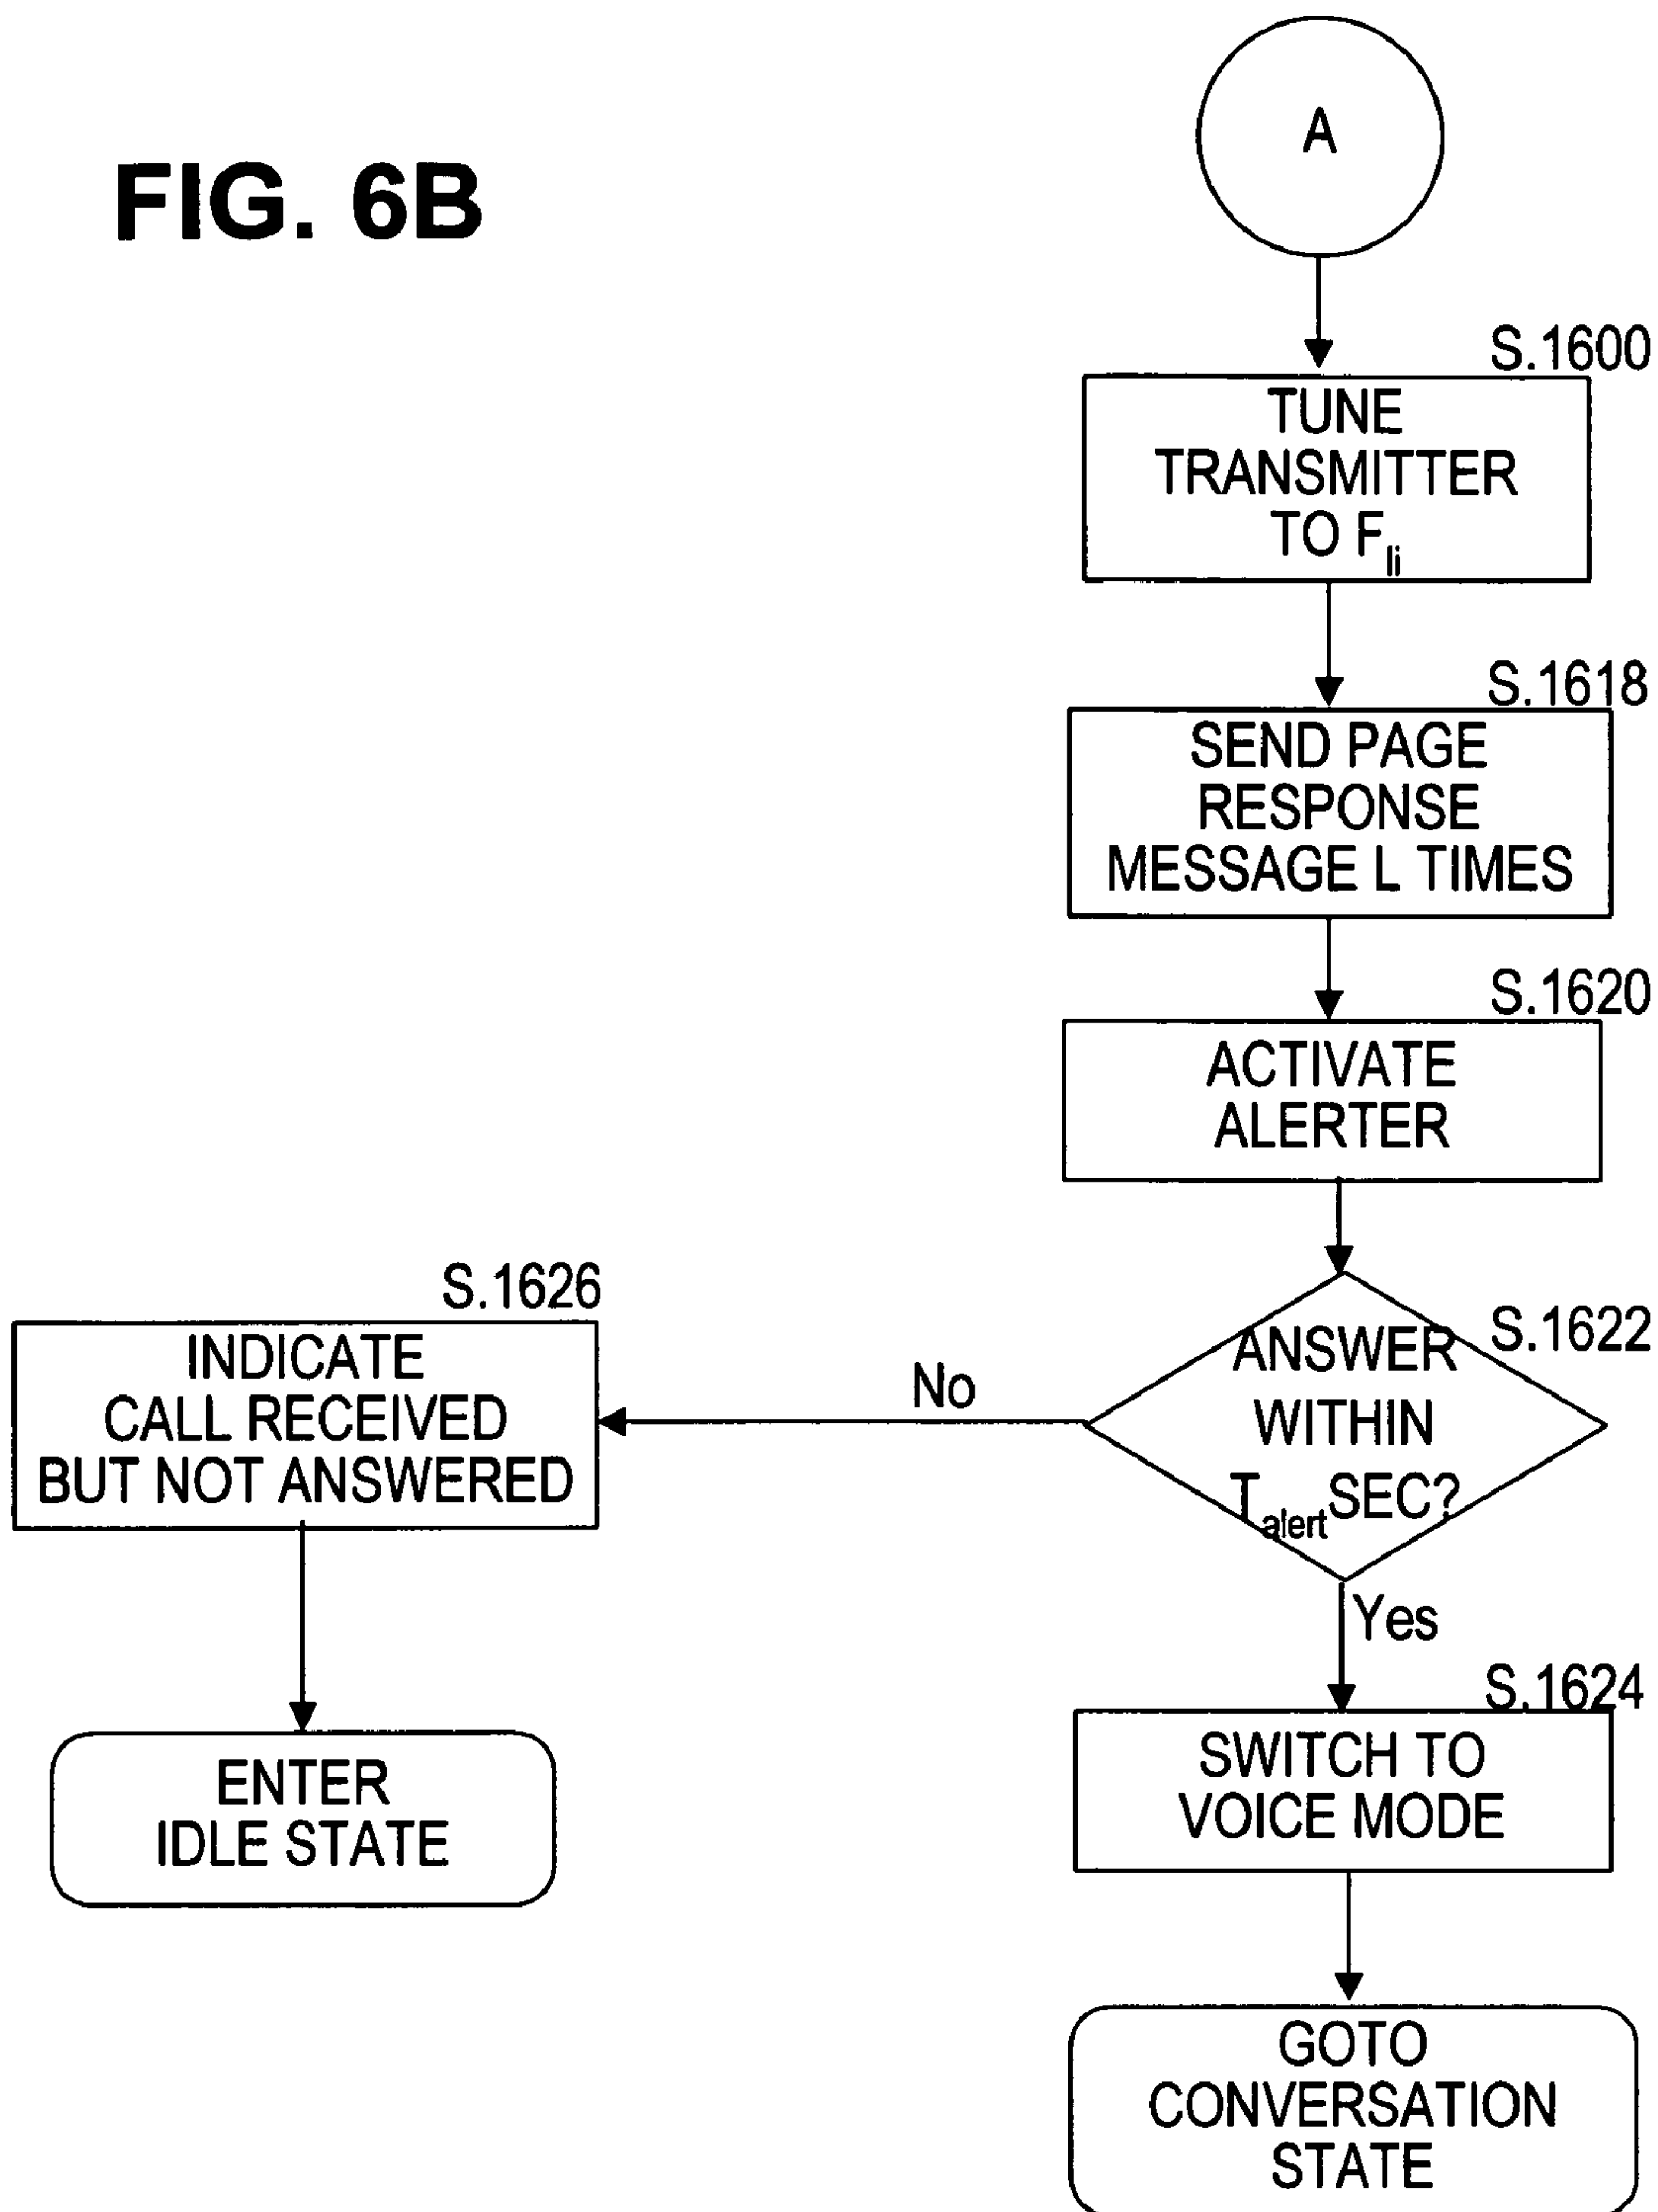 FIG. 6B
A
S.1600
TUNE
TRANSMITTER
TO F_li
S.1618
SEND PAGE
RESPONSE
MESSAGE L TIMES
S.1620
ACTIVATE
ALERTER
S.1622
ANSWER
WITHIN
T_alert SEC?
No
S.1626
INDICATE
CALL RECEIVED
BUT NOT ANSWERED
ENTER
IDLE STATE
Yes
S.1624
SWITCH TO
VOICE MODE
GOTO
CONVERSATION
STATE